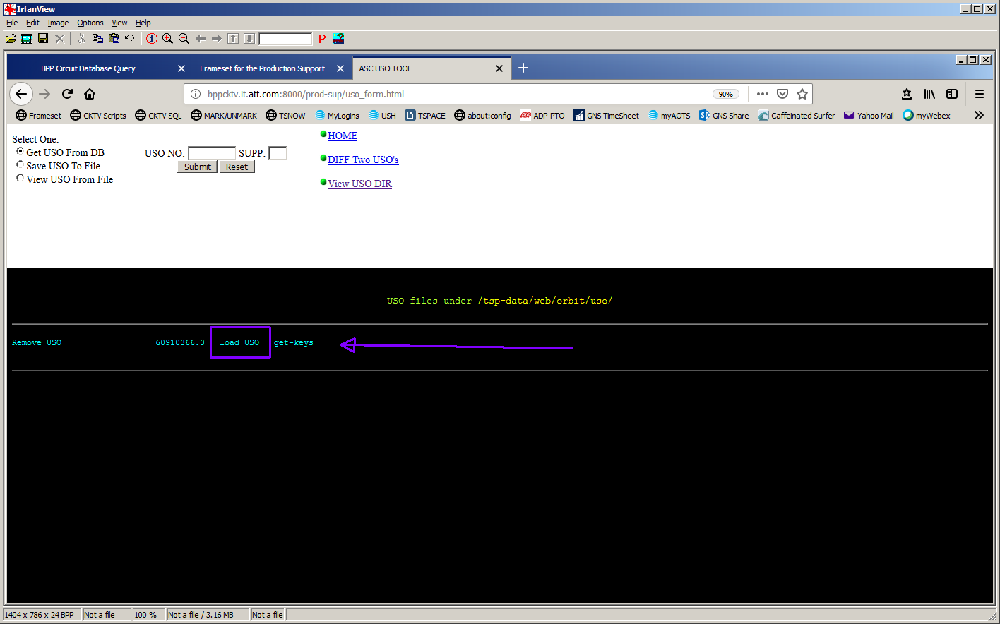 IrfanView
File Edit Image Options View Help
P
BPP Circuit Database Query
Frameset for the Production Support
ASC USO TOOL
bppcktv.it.att.com:8000/prod-sup/uso_form.html
90%
Frameset CKTV Scripts CKTV SQL MARK/UNMARK TSNOW MyLogins USH TSPACE about:config ADP-PTO GNS TimeSheet myAOTS GNS Share Caffeinated Surfer Yahoo Mail myWebex
Select One:
Get USO From DB
Save USO To File
View USO From File
USO NO: SUPP:
Submit Reset
HOME
DIFF Two USO's
View USO DIR
USO files under /tsp-data/web/orbit/uso/
Remove USO 60910366.0 load USO get-keys
1404 x 786 x 24 BPP Not a file 100 % Not a file / 3.16 MB Not a file